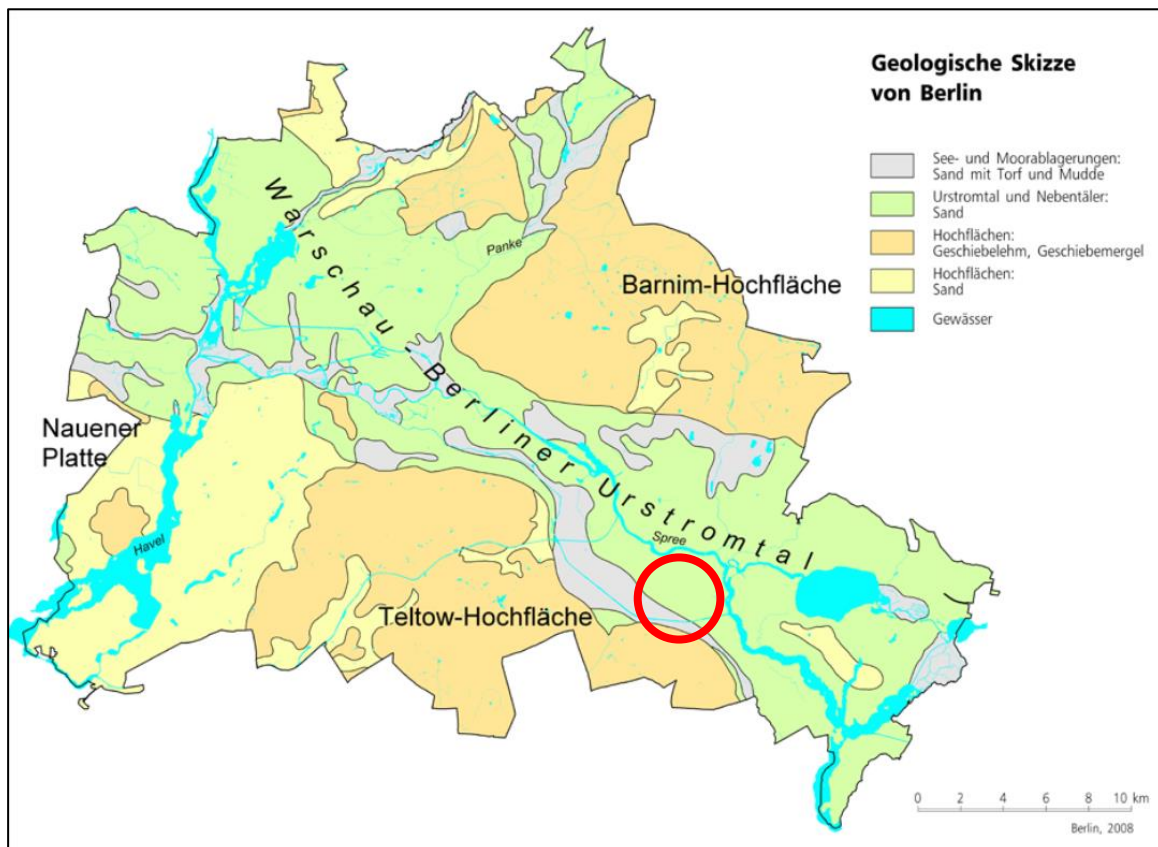 Geologische Skizze
von Berlin
See- und Moorablagerungen:
Sand mit Torf und Mudde
Urstromtal und Nebentäler:
Sand
Hochflächen:
Geschiebelehm, Geschiebemergel
Hochflächen:
Sand
Gewässer
Warschau - Berliner Urstromtal
Panke
Barnim-Hochfläche
Nauener
Platte
Havel
Spree
Teltow-Hochfläche
0 2 4 6 8 10 km
Berlin, 2008